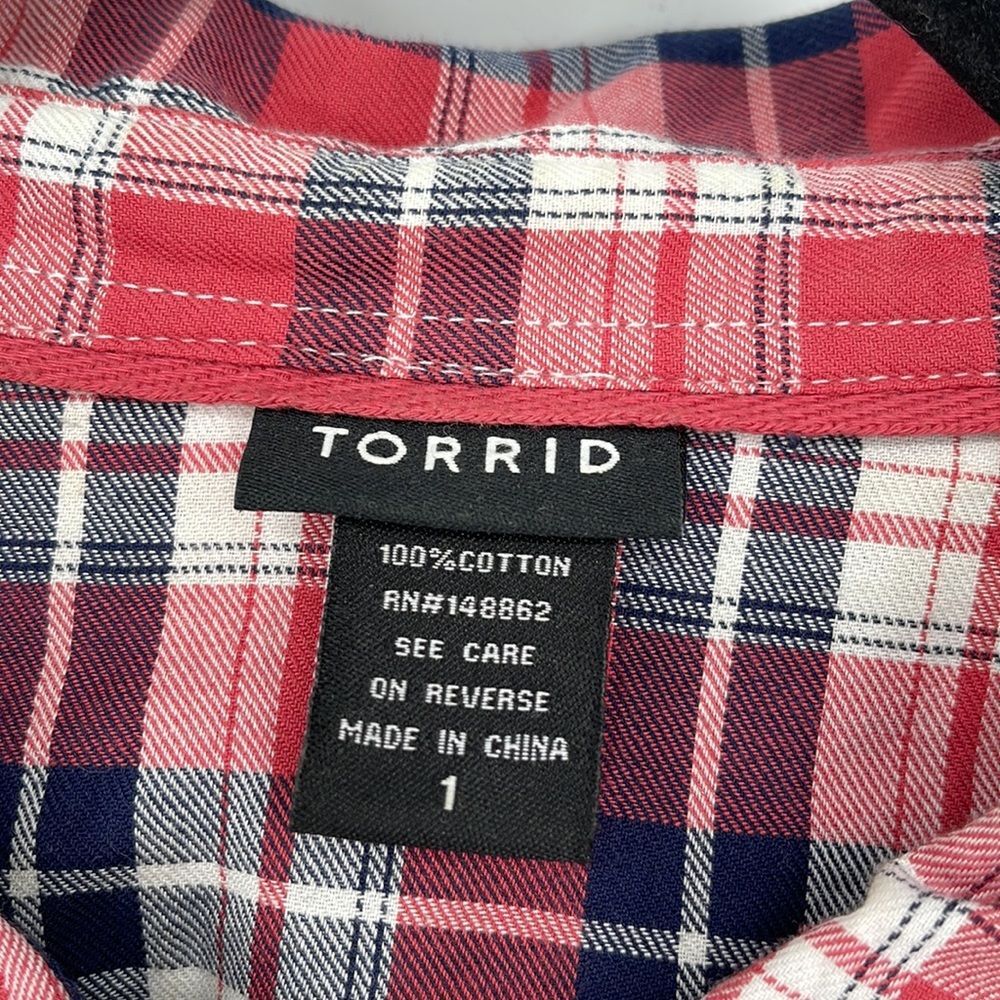 TORRID
100%COTTON
RN#148862
SEE CARE
ON REVERSE
MADE IN CHINA
1